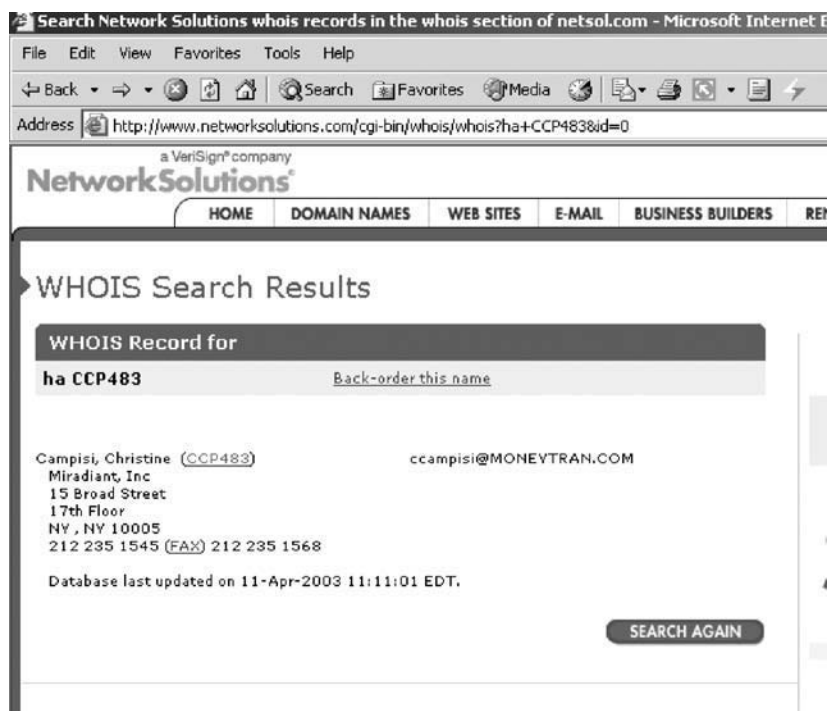 Search Network Solutions whois records in the whois section of netsol.com - Microsoft Internet E
File Edit View Favorites Tools Help
Back Search Favorites Media
Address http://www.networksolutions.com/cgi-bin/whois/whois?ha+CCP483&id=0
a VeriSign® company
NetworkSolutions®
HOME DOMAIN NAMES WEB SITES E-MAIL BUSINESS BUILDERS REN
WHOIS Search Results
WHOIS Record for
ha CCP483 Back-order this name
Campisi, Christine (CCP483) ccampisi@MONEYTRAN.COM
Miradiant, Inc
15 Broad Street
17th Floor
NY , NY 10005
212 235 1545 (FAX) 212 235 1568
Database last updated on 11-Apr-2003 11:11:01 EDT.
SEARCH AGAIN